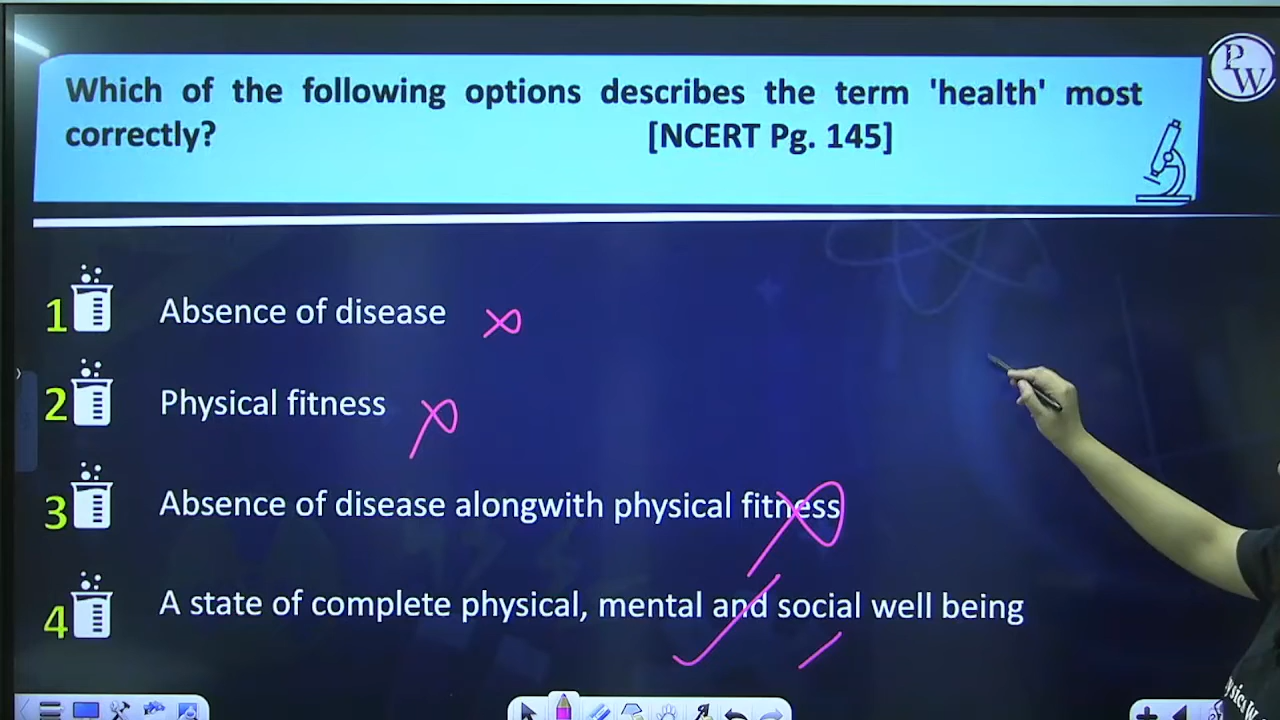 Which of the following options describes the term 'health' most
correctly? [NCERT Pg. 145]
PW
1 Absence of disease
2 Physical fitness
3 Absence of disease alongwith physical fitness
4 A state of complete physical, mental and social well being